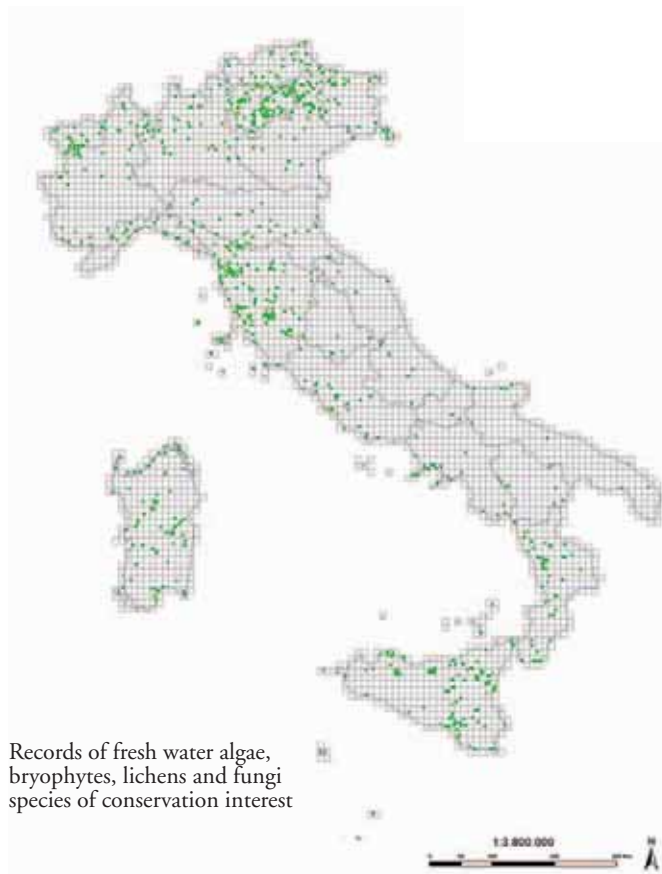 Records of fresh water algae,
bryophytes, lichens and fungi
species of conservation interest
1:3.800.000
N